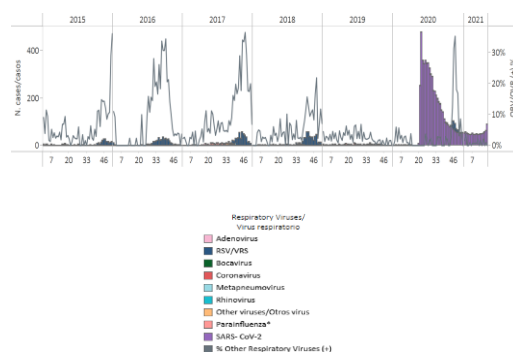 2015 2016 2017 2018 2019 2020 2021
400
200
0
N. cases/casos
30%
20%
10%
0%
7 20 33 46 7 20 33 46 7 20 33 46 7 20 33 46 7 20 33 46 7 20 33 46 7
Respiratory Viruses/
Virus respiratorio
Adenovirus
RSV/VRS
Bocavirus
Coronavirus
Metapneumovirus
Rhinovirus
Other viruses/Otros virus
Parainfluenza*
SARS- CoV-2
% Other Respiratory Viruses (+)